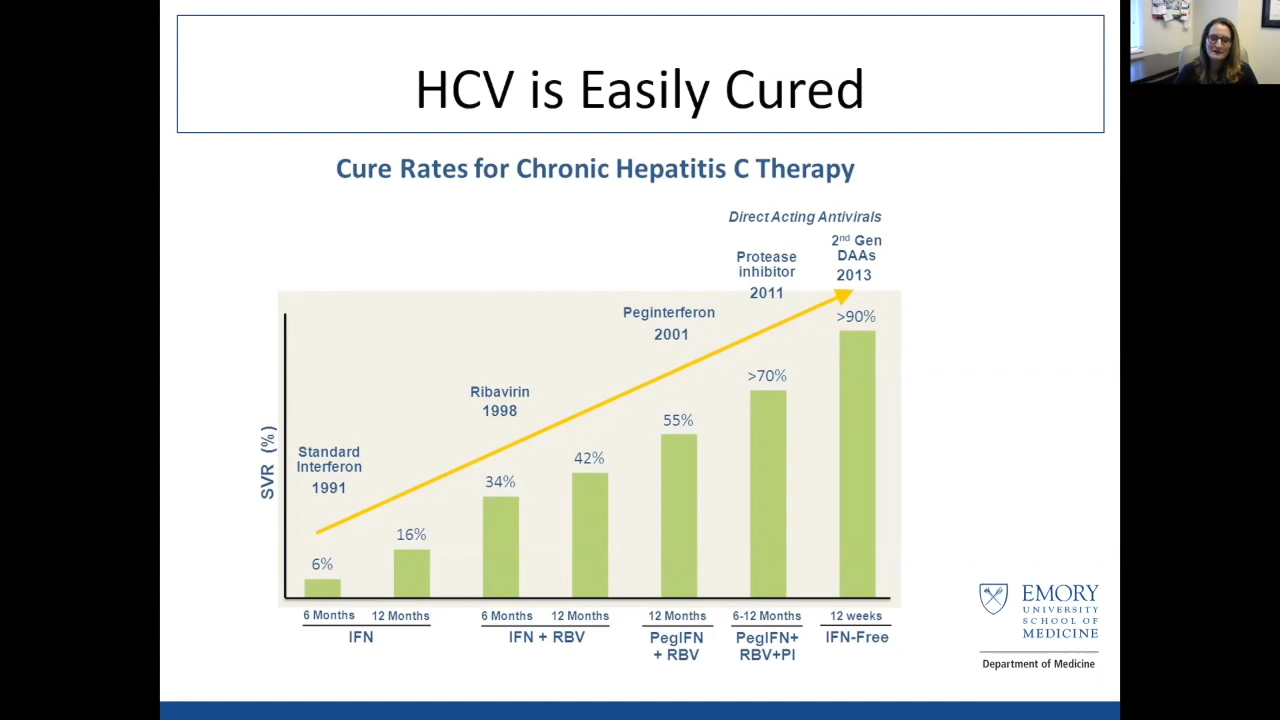 HCV is Easily Cured
Cure Rates for Chronic Hepatitis C Therapy
Direct Acting Antivirals
2nd Gen
DAAs
2013
Protease
inhibitor
2011
Peginterferon
2001
Ribavirin
1998
Standard
Interferon
1991
SVR (%)
6%
16%
34%
42%
55%
>70%
>90%
6 Months
12 Months
6 Months
12 Months
12 Months
6-12 Months
12 weeks
IFN
IFN + RBV
PegIFN
+ RBV
PegIFN+
RBV+PI
IFN-Free
EMORY
UNIVERSITY
SCHOOL OF
MEDICINE
Department of Medicine